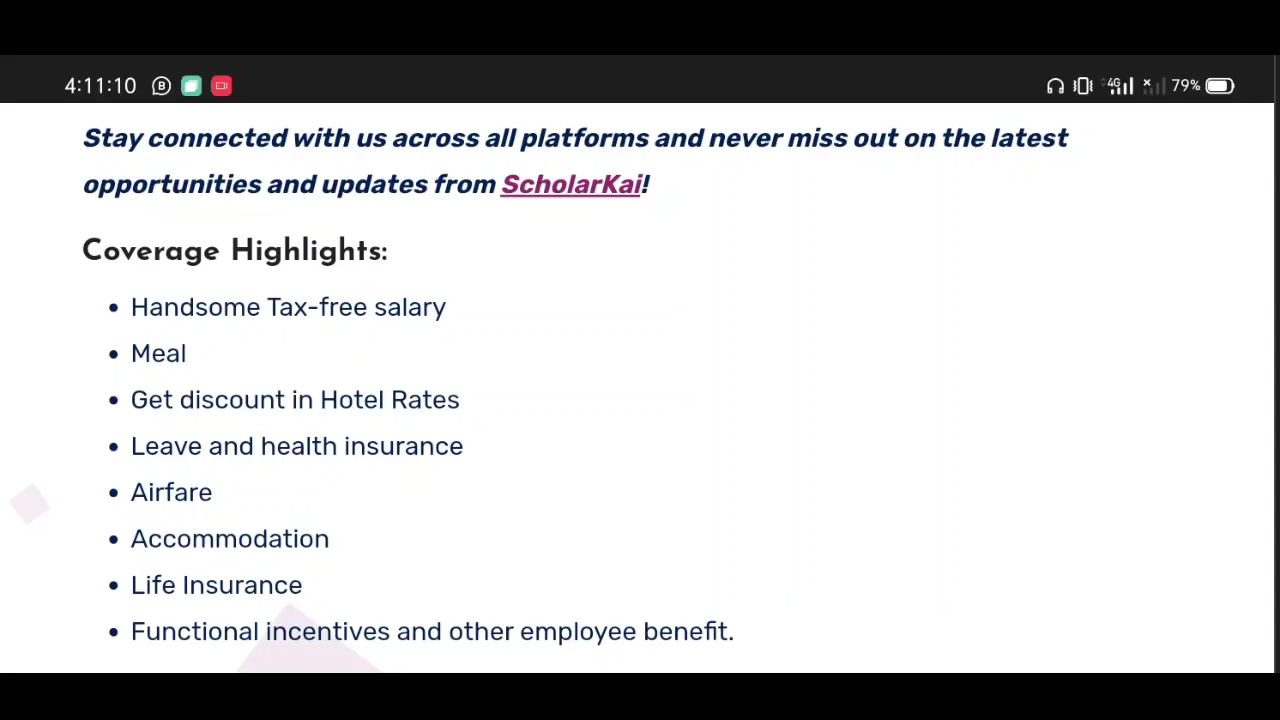 4:11:10
4G
79%
Stay connected with us across all platforms and never miss out on the latest
opportunities and updates from ScholarKai!
Coverage Highlights:
• Handsome Tax-free salary
• Meal
• Get discount in Hotel Rates
• Leave and health insurance
• Airfare
• Accommodation
• Life Insurance
• Functional incentives and other employee benefit.